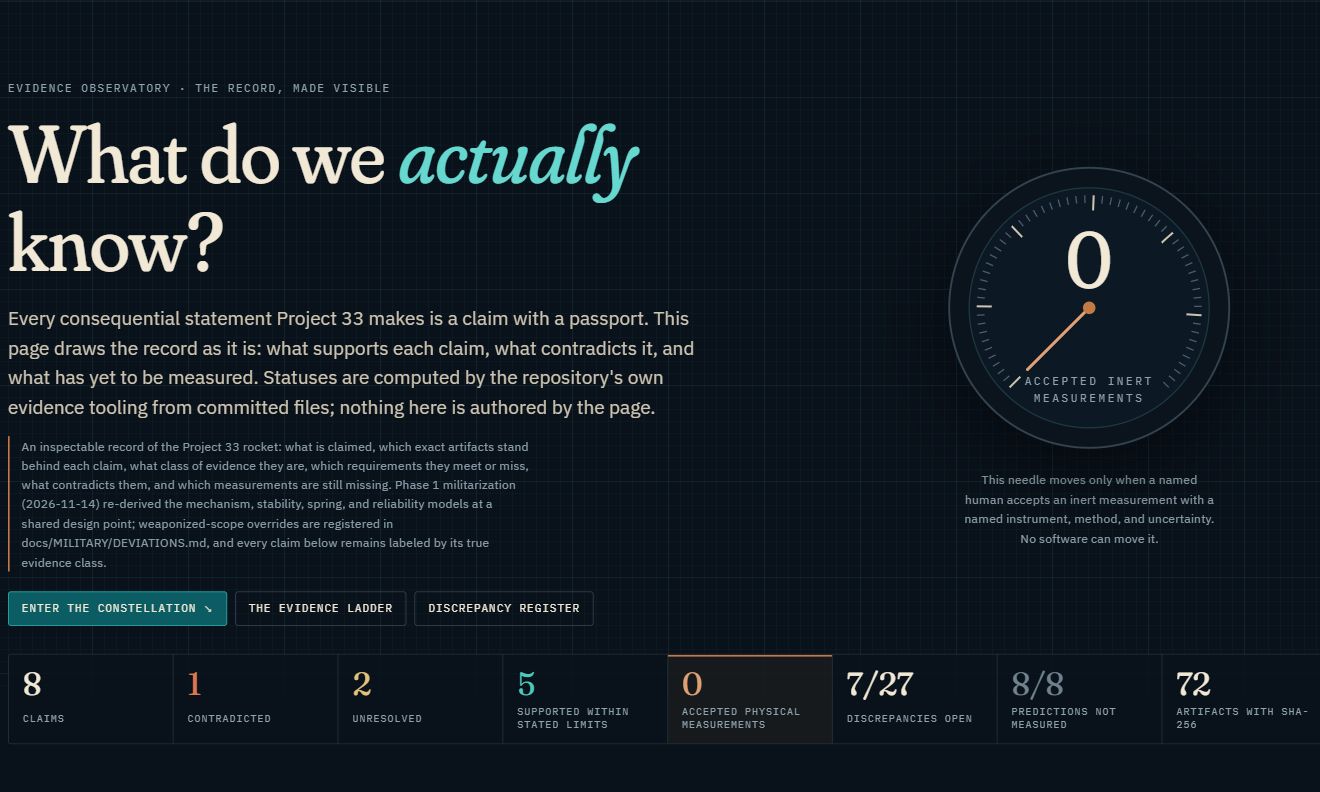 EVIDENCE OBSERVATORY · THE RECORD, MADE VISIBLE
What do we actually
know?
Every consequential statement Project 33 makes is a claim with a passport. This
page draws the record as it is: what supports each claim, what contradicts it, and
what has yet to be measured. Statuses are computed by the repository's own
evidence tooling from committed files; nothing here is authored by the page.
An inspectable record of the Project 33 rocket: what is claimed, which exact artifacts stand
behind each claim, what class of evidence they are, which requirements they meet or miss,
what contradicts them, and which measurements are still missing. Phase 1 militarization
(2026-11-14) re-derived the mechanism, stability, spring, and reliability models at a
shared design point; weaponized-scope overrides are registered in
docs/MILITARY/DEVIATIONS.md, and every claim below remains labeled by its true
evidence class.
ENTER THE CONSTELLATION ↘
THE EVIDENCE LADDER
DISCREPANCY REGISTER
0
ACCEPTED INERT
MEASUREMENTS
This needle moves only when a named
human accepts an inert measurement with a
named instrument, method, and uncertainty.
No software can move it.
8
CLAIMS
1
CONTRADICTED
2
UNRESOLVED
5
SUPPORTED WITHIN
STATED LIMITS
0
ACCEPTED PHYSICAL
MEASUREMENTS
7/27
DISCREPANCIES OPEN
8/8
PREDICTIONS NOT
MEASURED
72
ARTIFACTS WITH SHA-
256